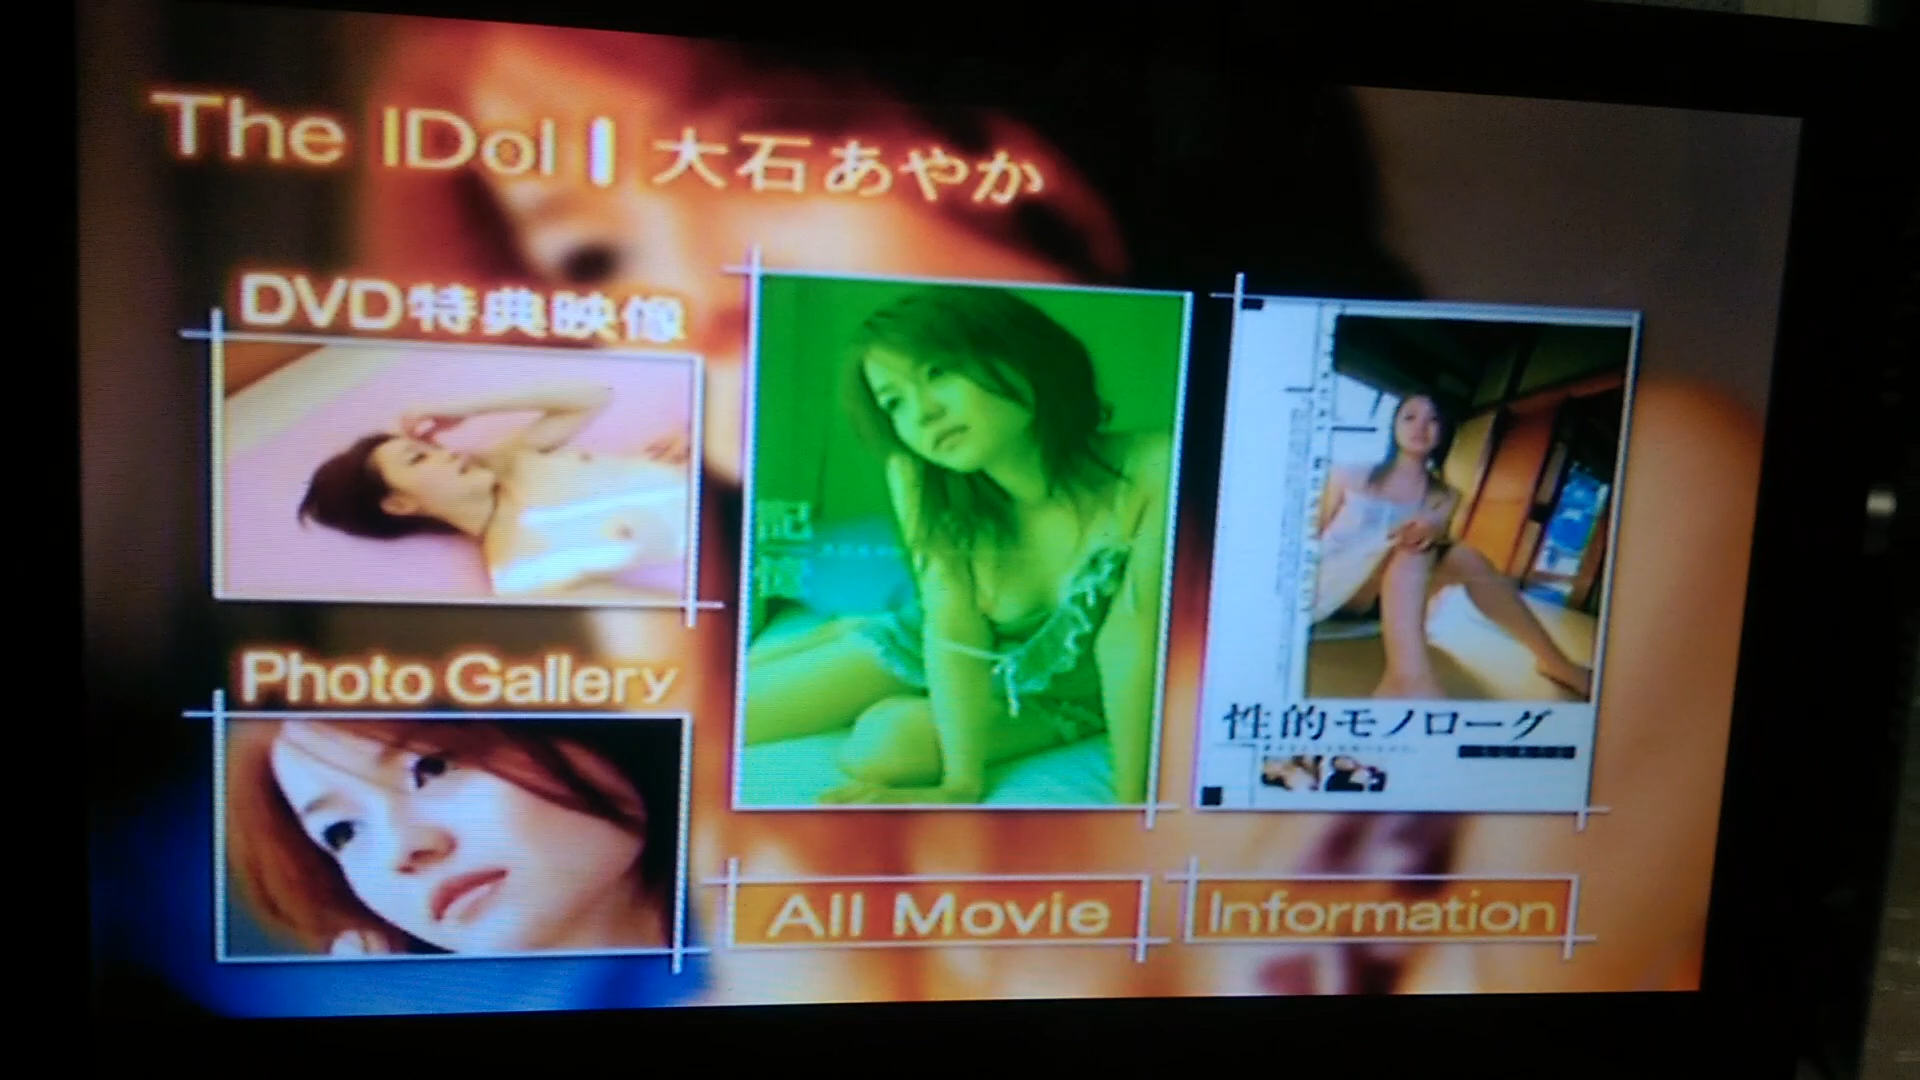 The IDol 大石あやか
DVD特典映像
Photo Gallery
性的モノローグ
All Movie
Information